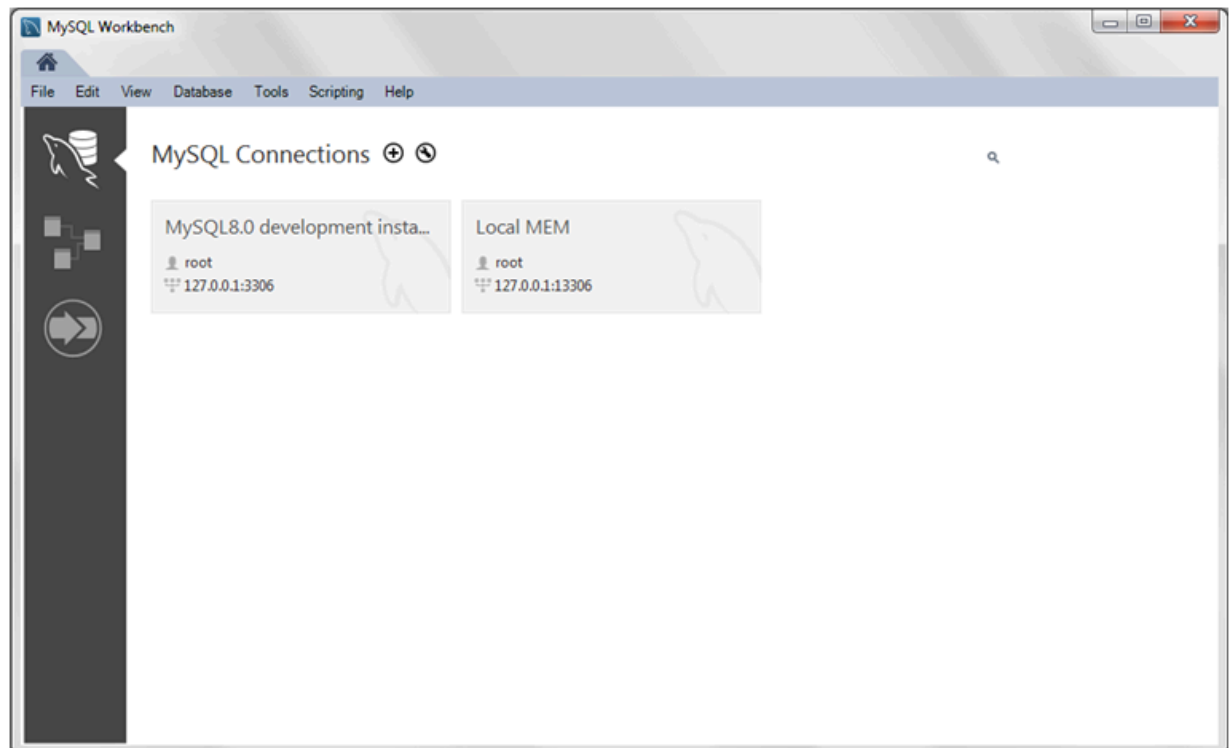 MySQL Workbench
File Edit View Database Tools Scripting Help
MySQL Connections
MySQL8.0 development insta...
root
127.0.0.1:3306
Local MEM
root
127.0.0.1:13306